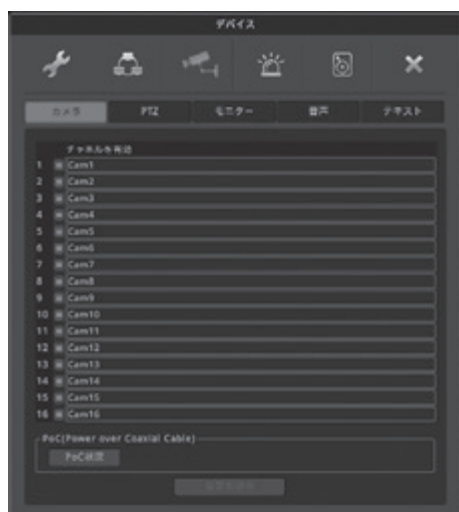 デバイス
カメラ PTZ モニター 音声 テキスト
チャネルを有効
1 Cam1
2 Cam2
3 Cam3
4 Cam4
5 Cam5
6 Cam6
7 Cam7
8 Cam8
9 Cam9
10 Cam10
11 Cam11
12 Cam12
13 Cam13
14 Cam14
15 Cam15
16 Cam16
PoC(Power over Coaxial Cable)
PoC状態